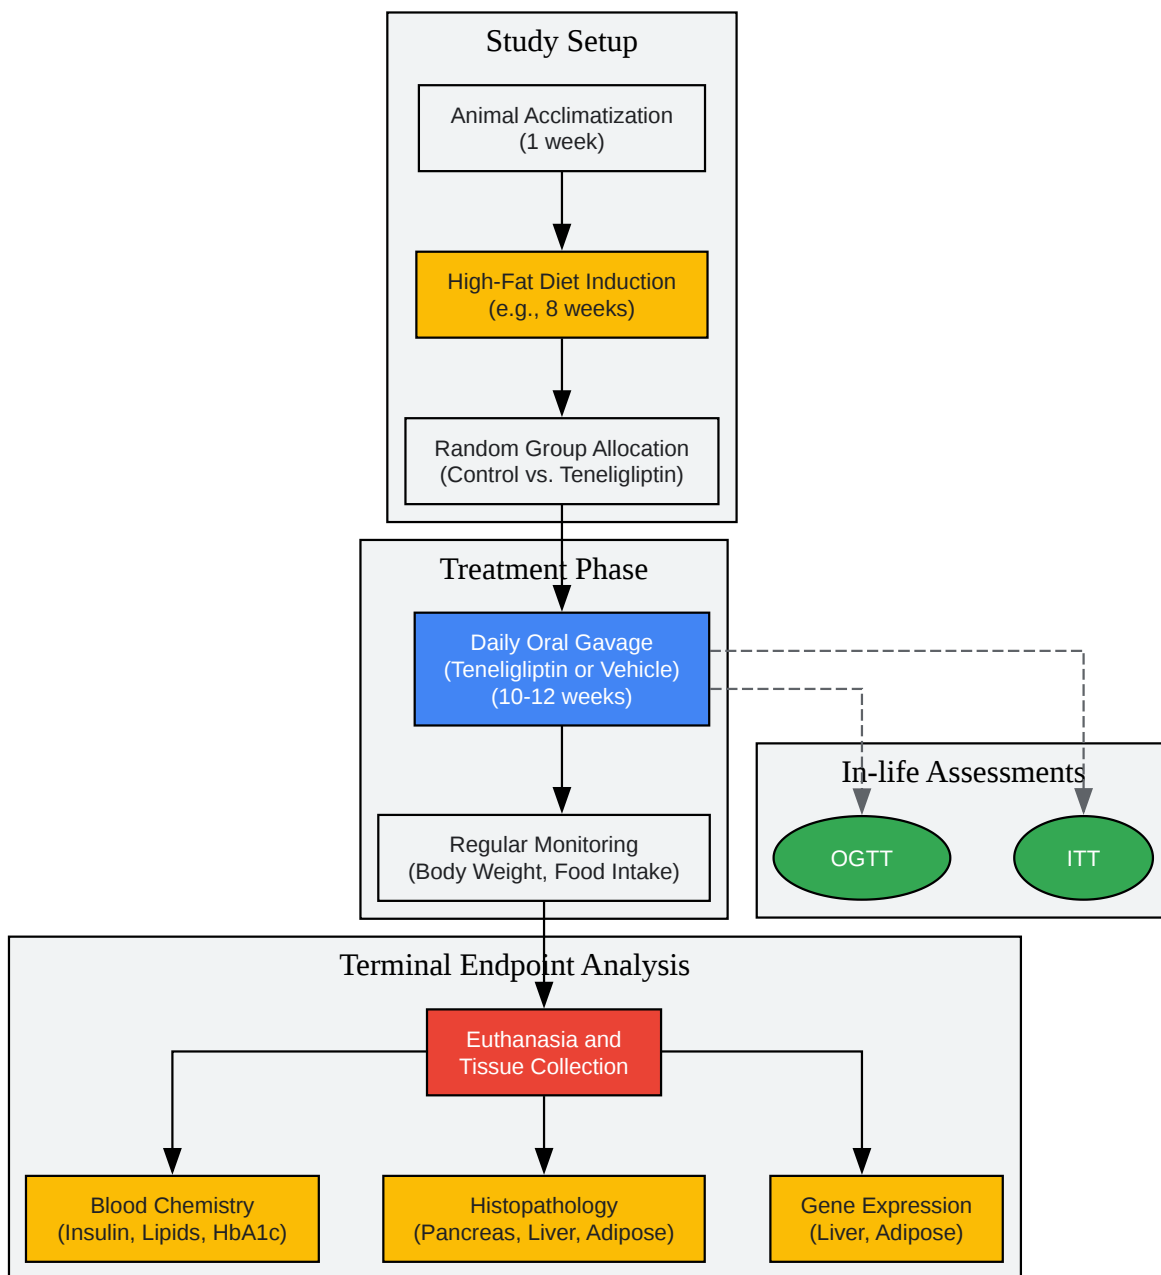 Study Setup
Animal Acclimatization
(1 week)
High-Fat Diet Induction
(e.g., 8 weeks)
Random Group Allocation
(Control vs. Teneligliptin)
Treatment Phase
Daily Oral Gavage
(Teneligliptin or Vehicle)
(10-12 weeks)
In-life Assessments
Regular Monitoring
(Body Weight, Food Intake)
OGTT
ITT
Terminal Endpoint Analysis
Euthanasia and
Tissue Collection
Blood Chemistry
(Insulin, Lipids, HbA1c)
Histopathology
(Pancreas, Liver, Adipose)
Gene Expression
(Liver, Adipose)